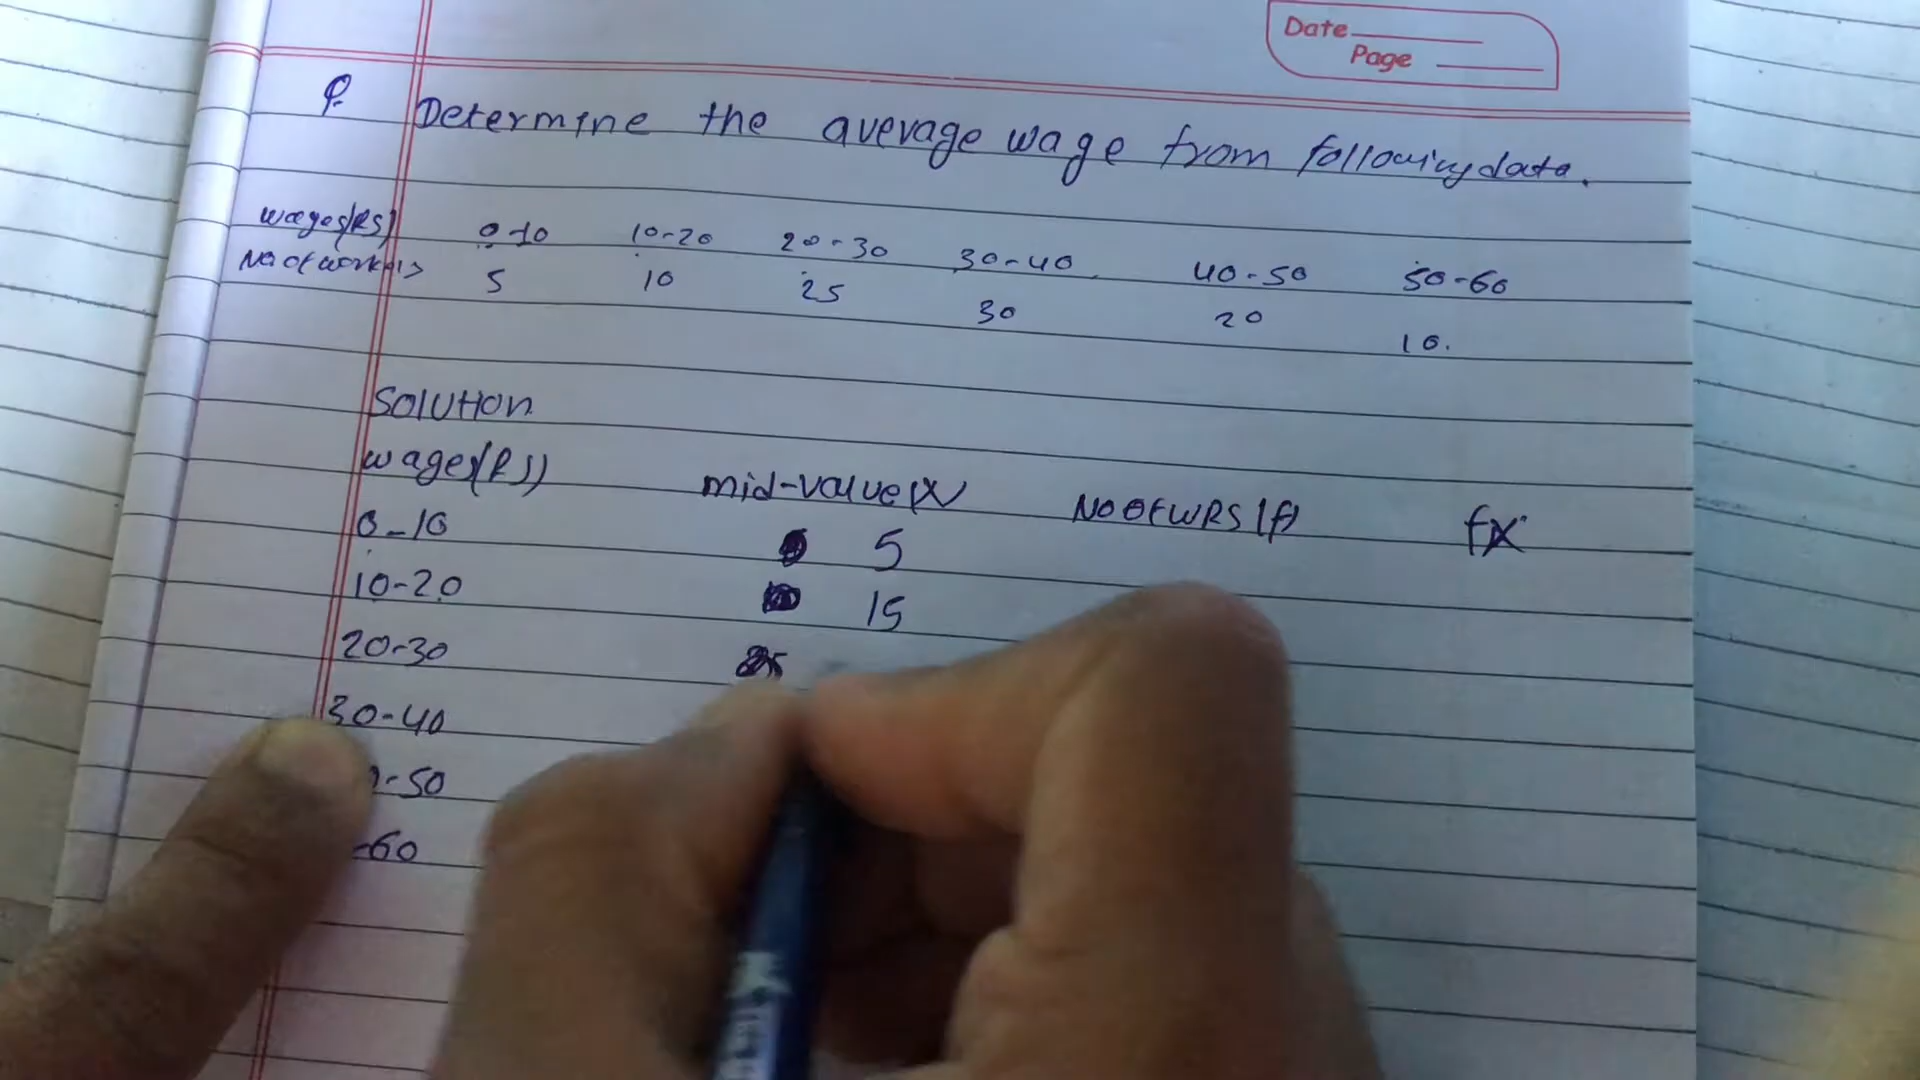 Date
Page
Q. Determine the average wage from following data.
Wages(RS) 0-10 10-20 20-30 30-40 40-50 50-60
No of workers 5 10 25 30 20 10.
Solution
Wages(RS) mid-value(X) No of WRS (f) fX
0-10 5
10-20 15
20-30
30-40
-50
-60